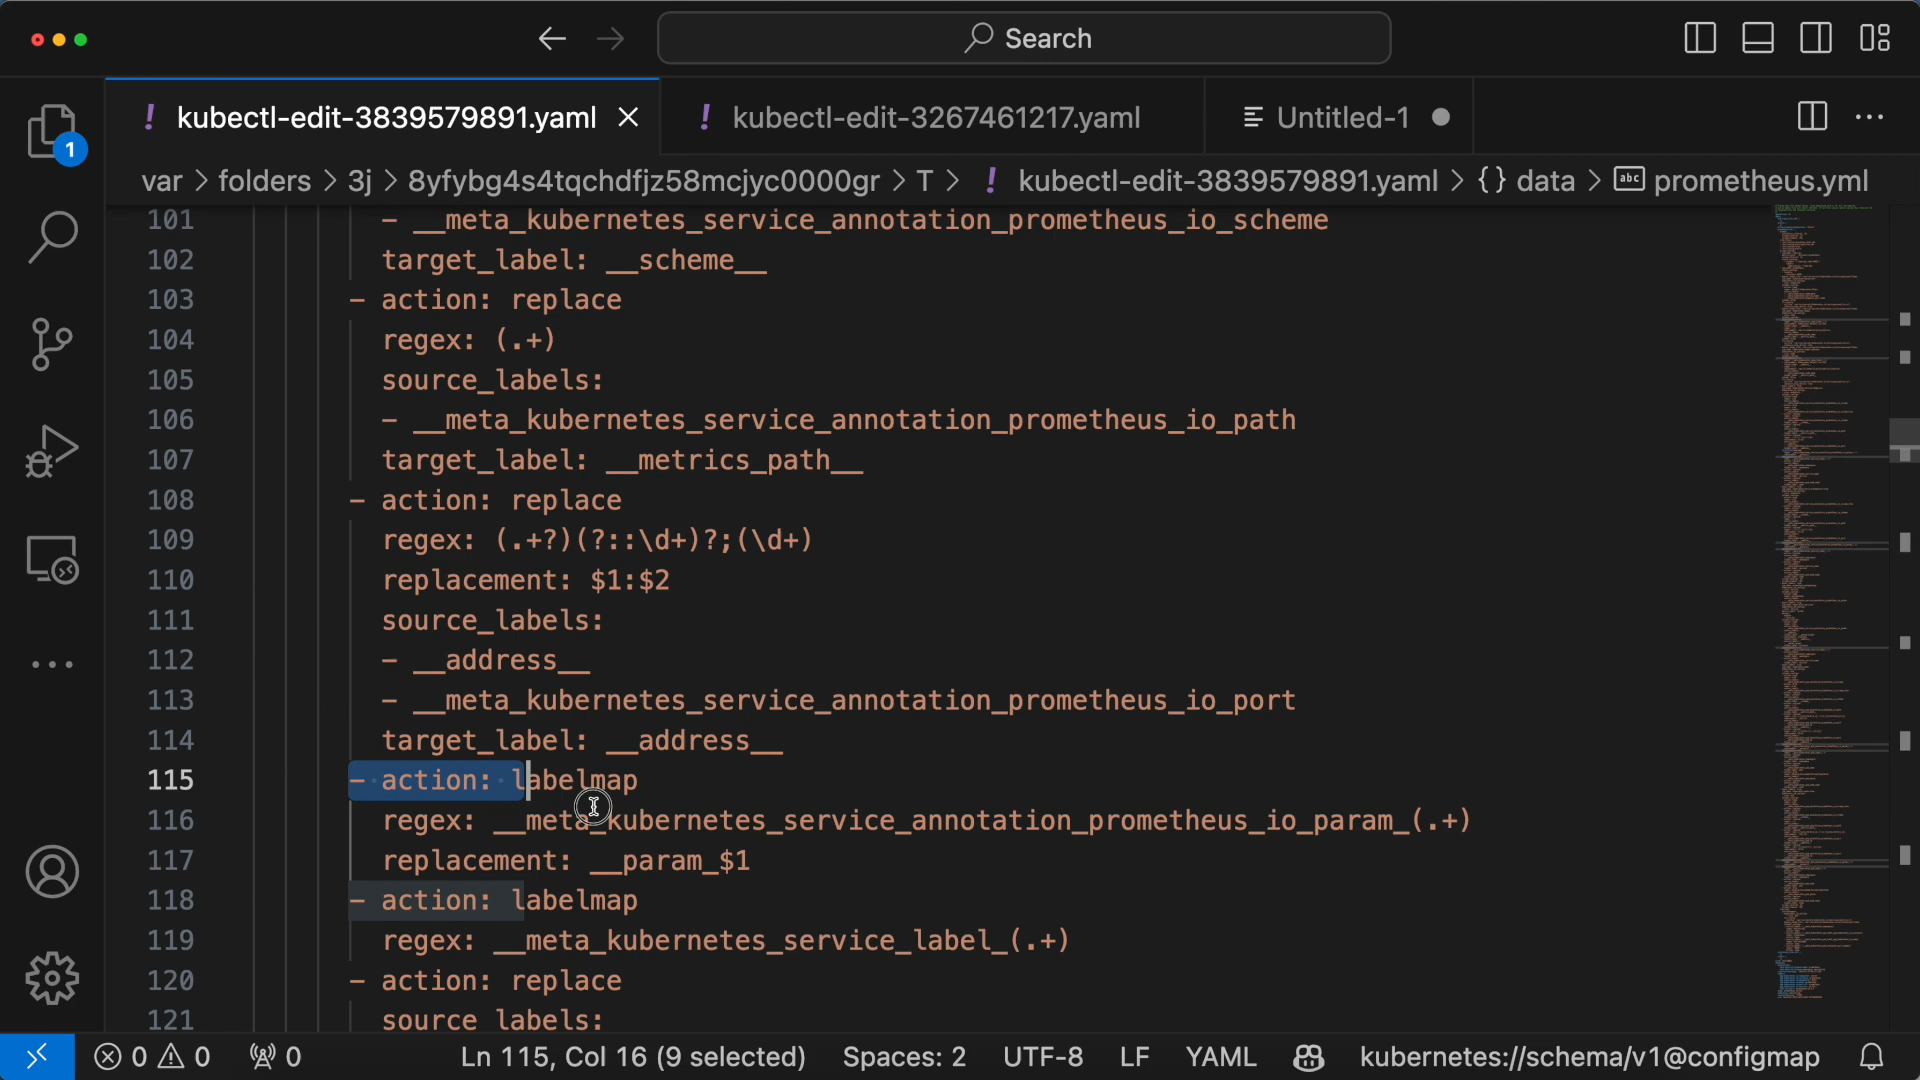 Search
! kubectl-edit-3839579891.yaml
! kubectl-edit-3267461217.yaml
Untitled-1
1
var > folders > 3j > 8yfybg4s4tqchdfjz58mcjyc0000gr > T > ! kubectl-edit-3839579891.yaml > {} data > abc prometheus.yml
101 - __meta_kubernetes_service_annotation_prometheus_io_scheme
102 target_label: __scheme__
103 - action: replace
104 regex: (.+)
105 source_labels:
106 - __meta_kubernetes_service_annotation_prometheus_io_path
107 target_label: __metrics_path__
108 - action: replace
109 regex: (.+?)(?::\d+)?;(\d+)
110 replacement: $1:$2
111 source_labels:
112 - __address__
113 - __meta_kubernetes_service_annotation_prometheus_io_port
114 target_label: __address__
115 - action: labelmap
116 regex: __meta_kubernetes_service_annotation_prometheus_io_param_(.+)
117 replacement: __param_$1
118 - action: labelmap
119 regex: __meta_kubernetes_service_label_(.+)
120 - action: replace
121 source_labels:
0 0 0 Ln 115, Col 16 (9 selected) Spaces: 2 UTF-8 LF YAML kubernetes://schema/v1@configmap